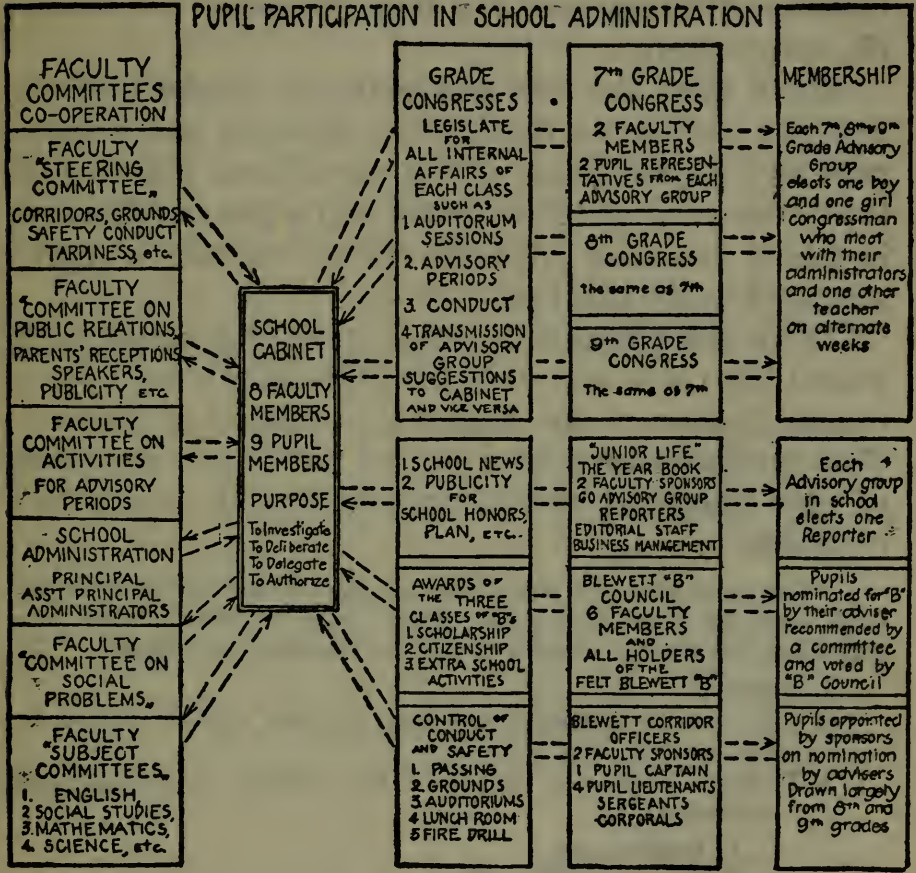 PUPIL PARTICIPATION IN SCHOOL ADMINISTRATION
FACULTY
COMMITTEES
CO-OPERATION
FACULTY
"STEERING
COMMITTEE„
CORRIDORS, GROUNDS
SAFETY CONDUCT
TARDINESS, etc.
FACULTY
"COMMITTEE ON
PUBLIC RELATIONS„
PARENTS' RECEPTIONS
SPEAKERS,
PUBLICITY ETC.
FACULTY
COMMITTEE ON
ACTIVITIES
FOR ADVISORY
PERIODS
SCHOOL
ADMINISTRATION
PRINCIPAL
ASS'T PRINCIPAL
ADMINISTRATORS
FACULTY
"COMMITTEE ON
SOCIAL
PROBLEMS„
FACULTY
"SUBJECT
COMMITTEES„
1. ENGLISH
2 SOCIAL STUDIES,
3. MATHEMATICS,
4. SCIENCE, etc.
SCHOOL
CABINET
8 FACULTY
MEMBERS
9 PUPIL
MEMBERS
PURPOSE
To Investigate
To Deliberate
To Delegate
To Authorize
GRADE
CONGRESSES
LEGISLATE
FOR
ALL INTERNAL
AFFAIRS OF
EACH CLASS
SUCH AS
1. AUDITORIUM
SESSIONS
2. ADVISORY
PERIODS
3. CONDUCT
4. TRANSMISSION
OF ADVISORY
GROUP
SUGGESTIONS
TO CABINET
AND VICE VERSA
7th GRADE
CONGRESS
2 FACULTY
MEMBERS
2 PUPIL REPRESEN-
TATIVES FROM EACH
ADVISORY GROUP
8th GRADE
CONGRESS
the same as 7th
9th GRADE
CONGRESS
The same as 7th
MEMBERSHIP
Each 7th, 8th & 9th
Grade Advisory
Group
elects one boy
and one girl
congressman
who meet
with their
administrators
and one other
teacher
on alternate
weeks
1. SCHOOL NEWS
2. PUBLICITY
FOR
SCHOOL HONORS,
PLAN, ETC.
"JUNIOR LIFE"
THE YEAR BOOK
2 FACULTY SPONSORS
60 ADVISORY GROUP
REPORTERS
EDITORIAL STAFF
BUSINESS MANAGEMENT
Each
Advisory group
in school
elects one
Reporter
AWARDS OF
THE THREE
CLASSES OF "B's
1. SCHOLARSHIP
2. CITIZENSHIP
3 EXTRA SCHOOL
ACTIVITIES
BLEWETT "B"
COUNCIL
6 FACULTY
MEMBERS
AND
ALL HOLDERS
OF THE
FELT BLEWETT "B"
Pupils
nominated for "B"
by their adviser
recommended by
a committee
and voted by
"B" Council
CONTROL OF
CONDUCT
AND SAFETY
1. PASSING
2. GROUNDS
3. AUDITORIUMS
4 LUNCH ROOM
5 FIRE DRILL
BLEWETT CORRIDOR
OFFICERS
2 FACULTY SPONSORS
1 PUPIL CAPTAIN
4 PUPIL LIEUTENANTS
SERGEANTS
CORPORALS
Pupils appointed
by sponsors
on nomination
by advisers
Drawn largely
from 8th and
9th grades